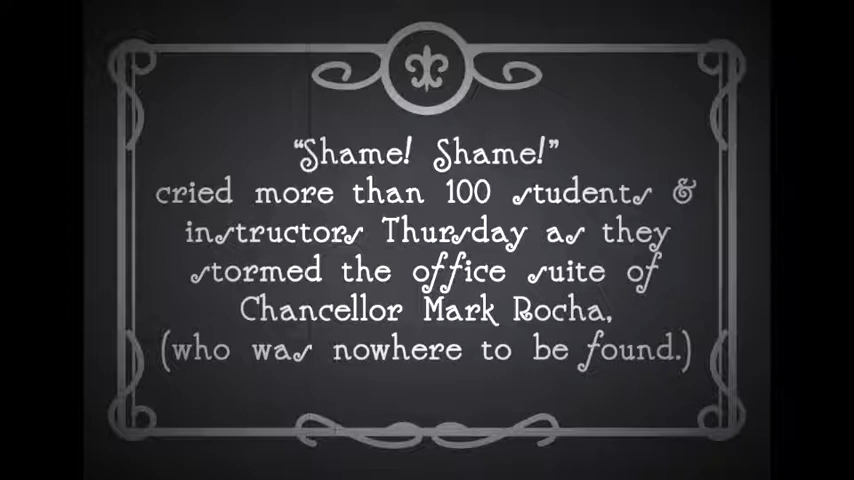 “Shame! Shame!”
cried more than 100 students &
instructors Thursday as they
stormed the office suite of
Chancellor Mark Rocha,
(who was nowhere to be found.)